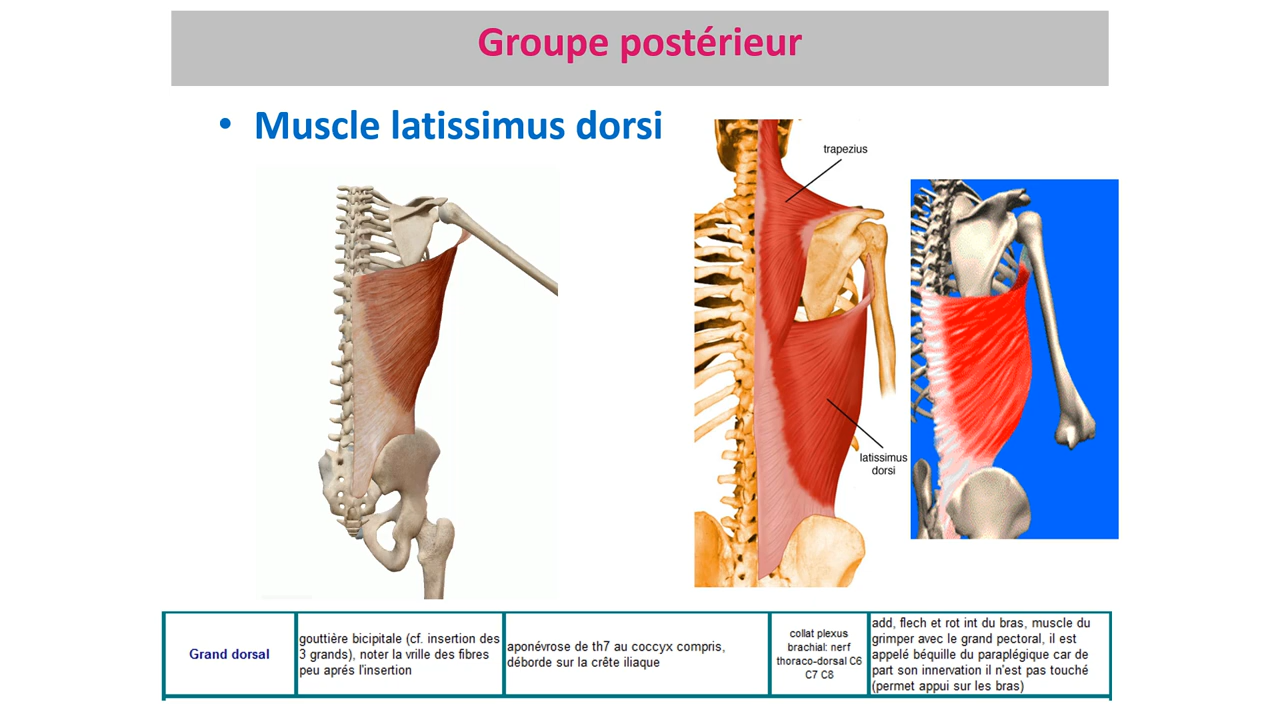 Groupe postérieur
• Muscle latissimus dorsi
trapezius
latissimus
dorsi
Grand dorsal
gouttière bicipitale (cf. insertion des
3 grands), noter la vrille des fibres
peu aprés l'insertion
aponévrose de th7 au coccyx compris,
déborde sur la crête iliaque
collat plexus
brachial: nerf
thoraco-dorsal C6
C7 C8
add, flech et rot int du bras, muscle du
grimper avec le grand pectoral, il est
appelé béquille du paraplégique car de
part son innervation il n'est pas touché
(permet appui sur les bras)